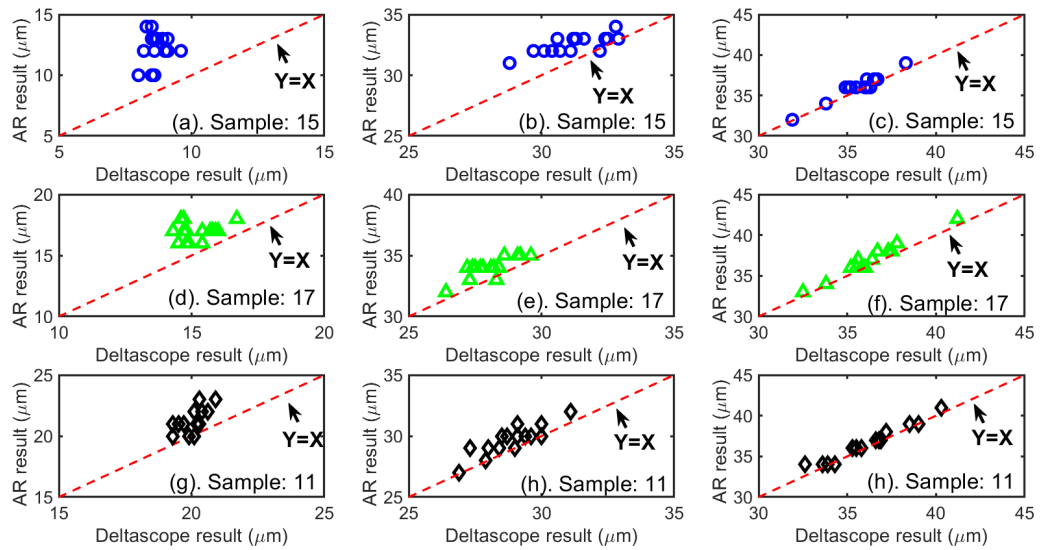 AR result (μm)
15
10
5
5
10
15
Deltascope result (μm)
Y=X
(a). Sample: 15
AR result (μm)
35
30
25
25
30
35
Deltascope result (μm)
Y=X
(b). Sample: 15
AR result (μm)
45
40
35
30
30
35
40
45
Deltascope result (μm)
Y=X
(c). Sample: 15
AR result (μm)
20
15
10
10
15
20
Deltascope result (μm)
Y=X
(d). Sample: 17
AR result (μm)
40
35
30
25
30
35
Deltascope result (μm)
Y=X
(e). Sample: 17
AR result (μm)
45
40
35
30
30
35
40
45
Deltascope result (μm)
Y=X
(f). Sample: 17
AR result (μm)
25
20
15
15
20
25
Deltascope result (μm)
Y=X
(g). Sample: 11
AR result (μm)
35
30
25
25
30
35
Deltascope result (μm)
Y=X
(h). Sample: 11
AR result (μm)
45
40
35
30
30
35
40
45
Deltascope result (μm)
Y=X
(h). Sample: 11